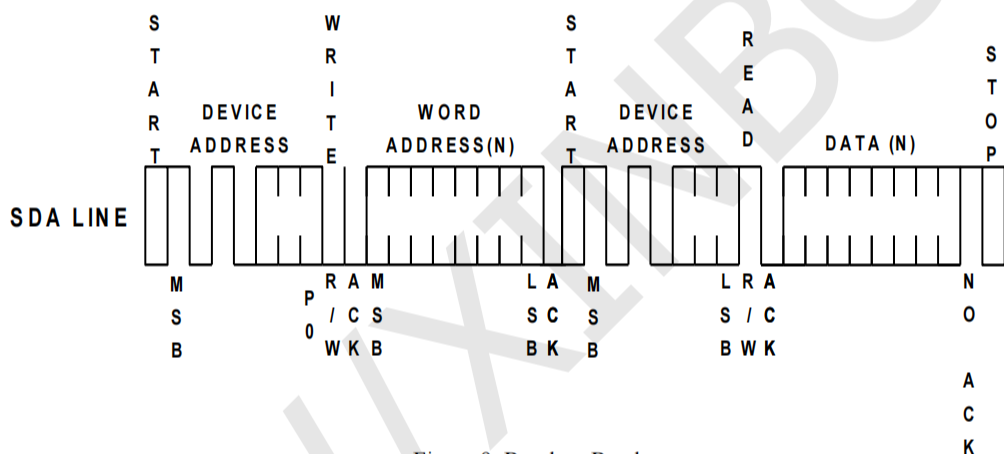 START
DEVICE
ADDRESS
WRITE
WORD
ADDRESS(N)
START
DEVICE
ADDRESS
READ
DATA (N)
STOP
SDA LINE
MSB
P0
R/W
ACK
MSB
LSB
ACK
MSB
LSB
R/W
ACK
NO ACK